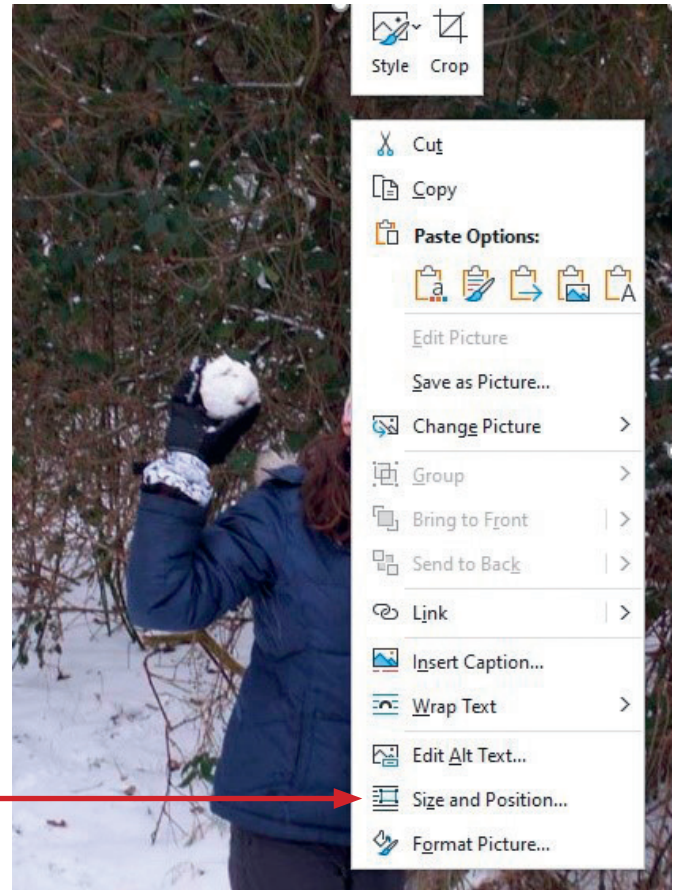 Style Crop
Cut
Copy
Paste Options:
Edit Picture
Save as Picture...
Change Picture
Group
Bring to Front
Send to Back
Link
Insert Caption...
Wrap Text
Edit Alt Text...
Size and Position...
Format Picture...